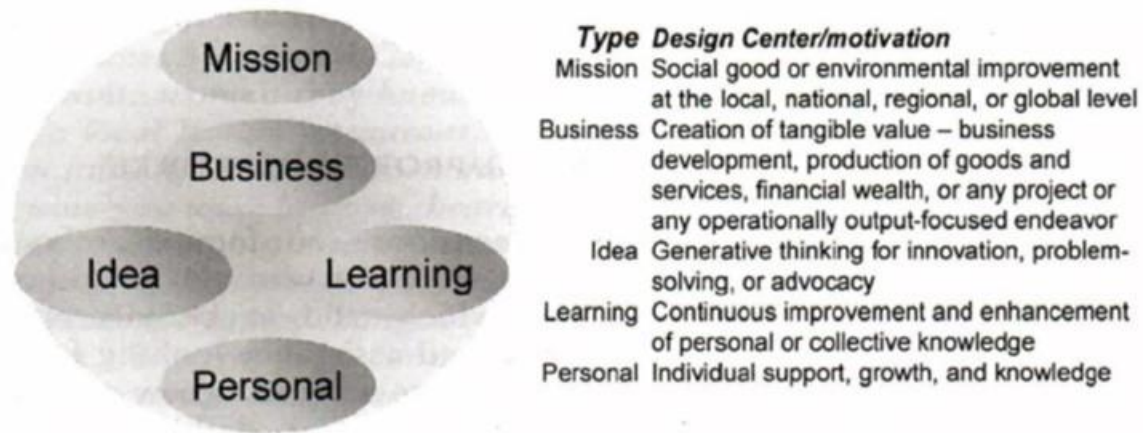 Mission
Business
Idea
Learning
Personal
Type Design Center/motivation
Mission Social good or environmental improvement
at the local, national, regional, or global level
Business Creation of tangible value – business
development, production of goods and
services, financial wealth, or any project or
any operationally output-focused endeavor
Idea Generative thinking for innovation, problem-
solving, or advocacy
Learning Continuous improvement and enhancement
of personal or collective knowledge
Personal Individual support, growth, and knowledge